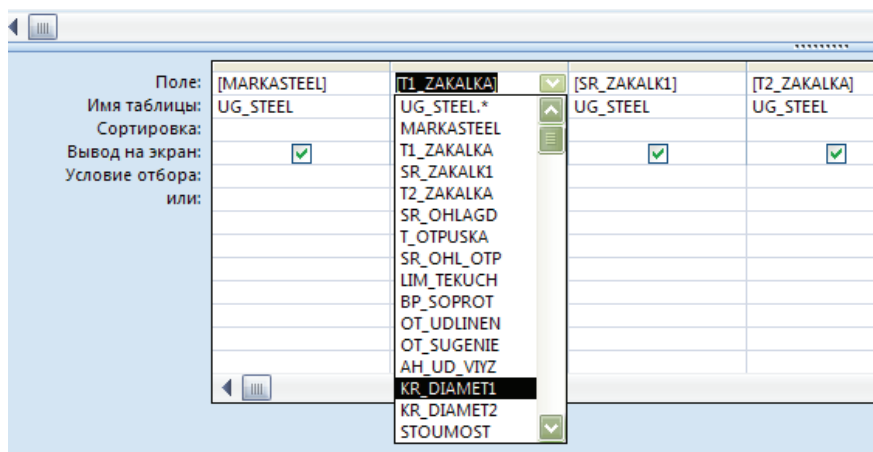 Поле: [MARKASTEEL] [T1_ZAKALKA] [SR_ZAKALK1] [T2_ZAKALKA]
Имя таблицы: UG_STEEL UG_STEEL.* UG_STEEL UG_STEEL
Сортировка: MARKASTEEL
Вывод на экран: T1_ZAKALKA
Условие отбора: SR_ZAKALK1
или: T2_ZAKALKA
SR_OHLAGD
T_OTPUSKA
SR_OHL_OTP
LIM_TEKUCH
BP_SOPROT
OT_UDLINEN
OT_SUGENIE
AH_UD_VIYZ
KR_DIAMET1
KR_DIAMET2
STOUMOST